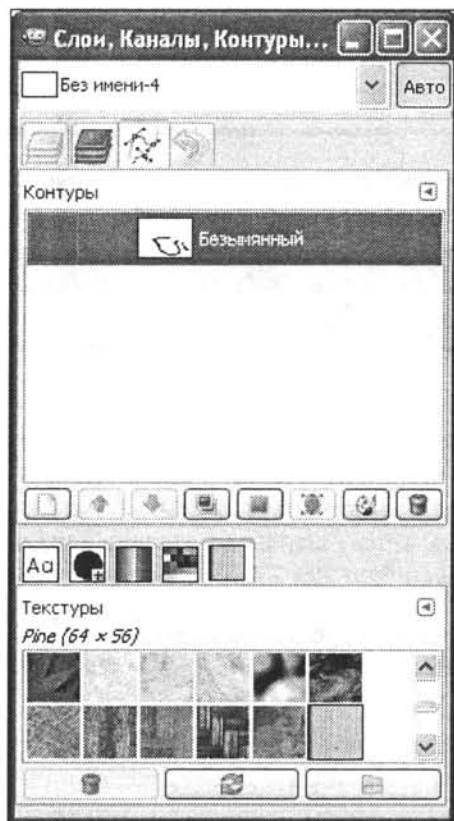 Слои, Каналы, Контуры...
Без имени-4
Авто
Контуры
Безымянный
Aa
Текстуры
Pine (64 × 56)